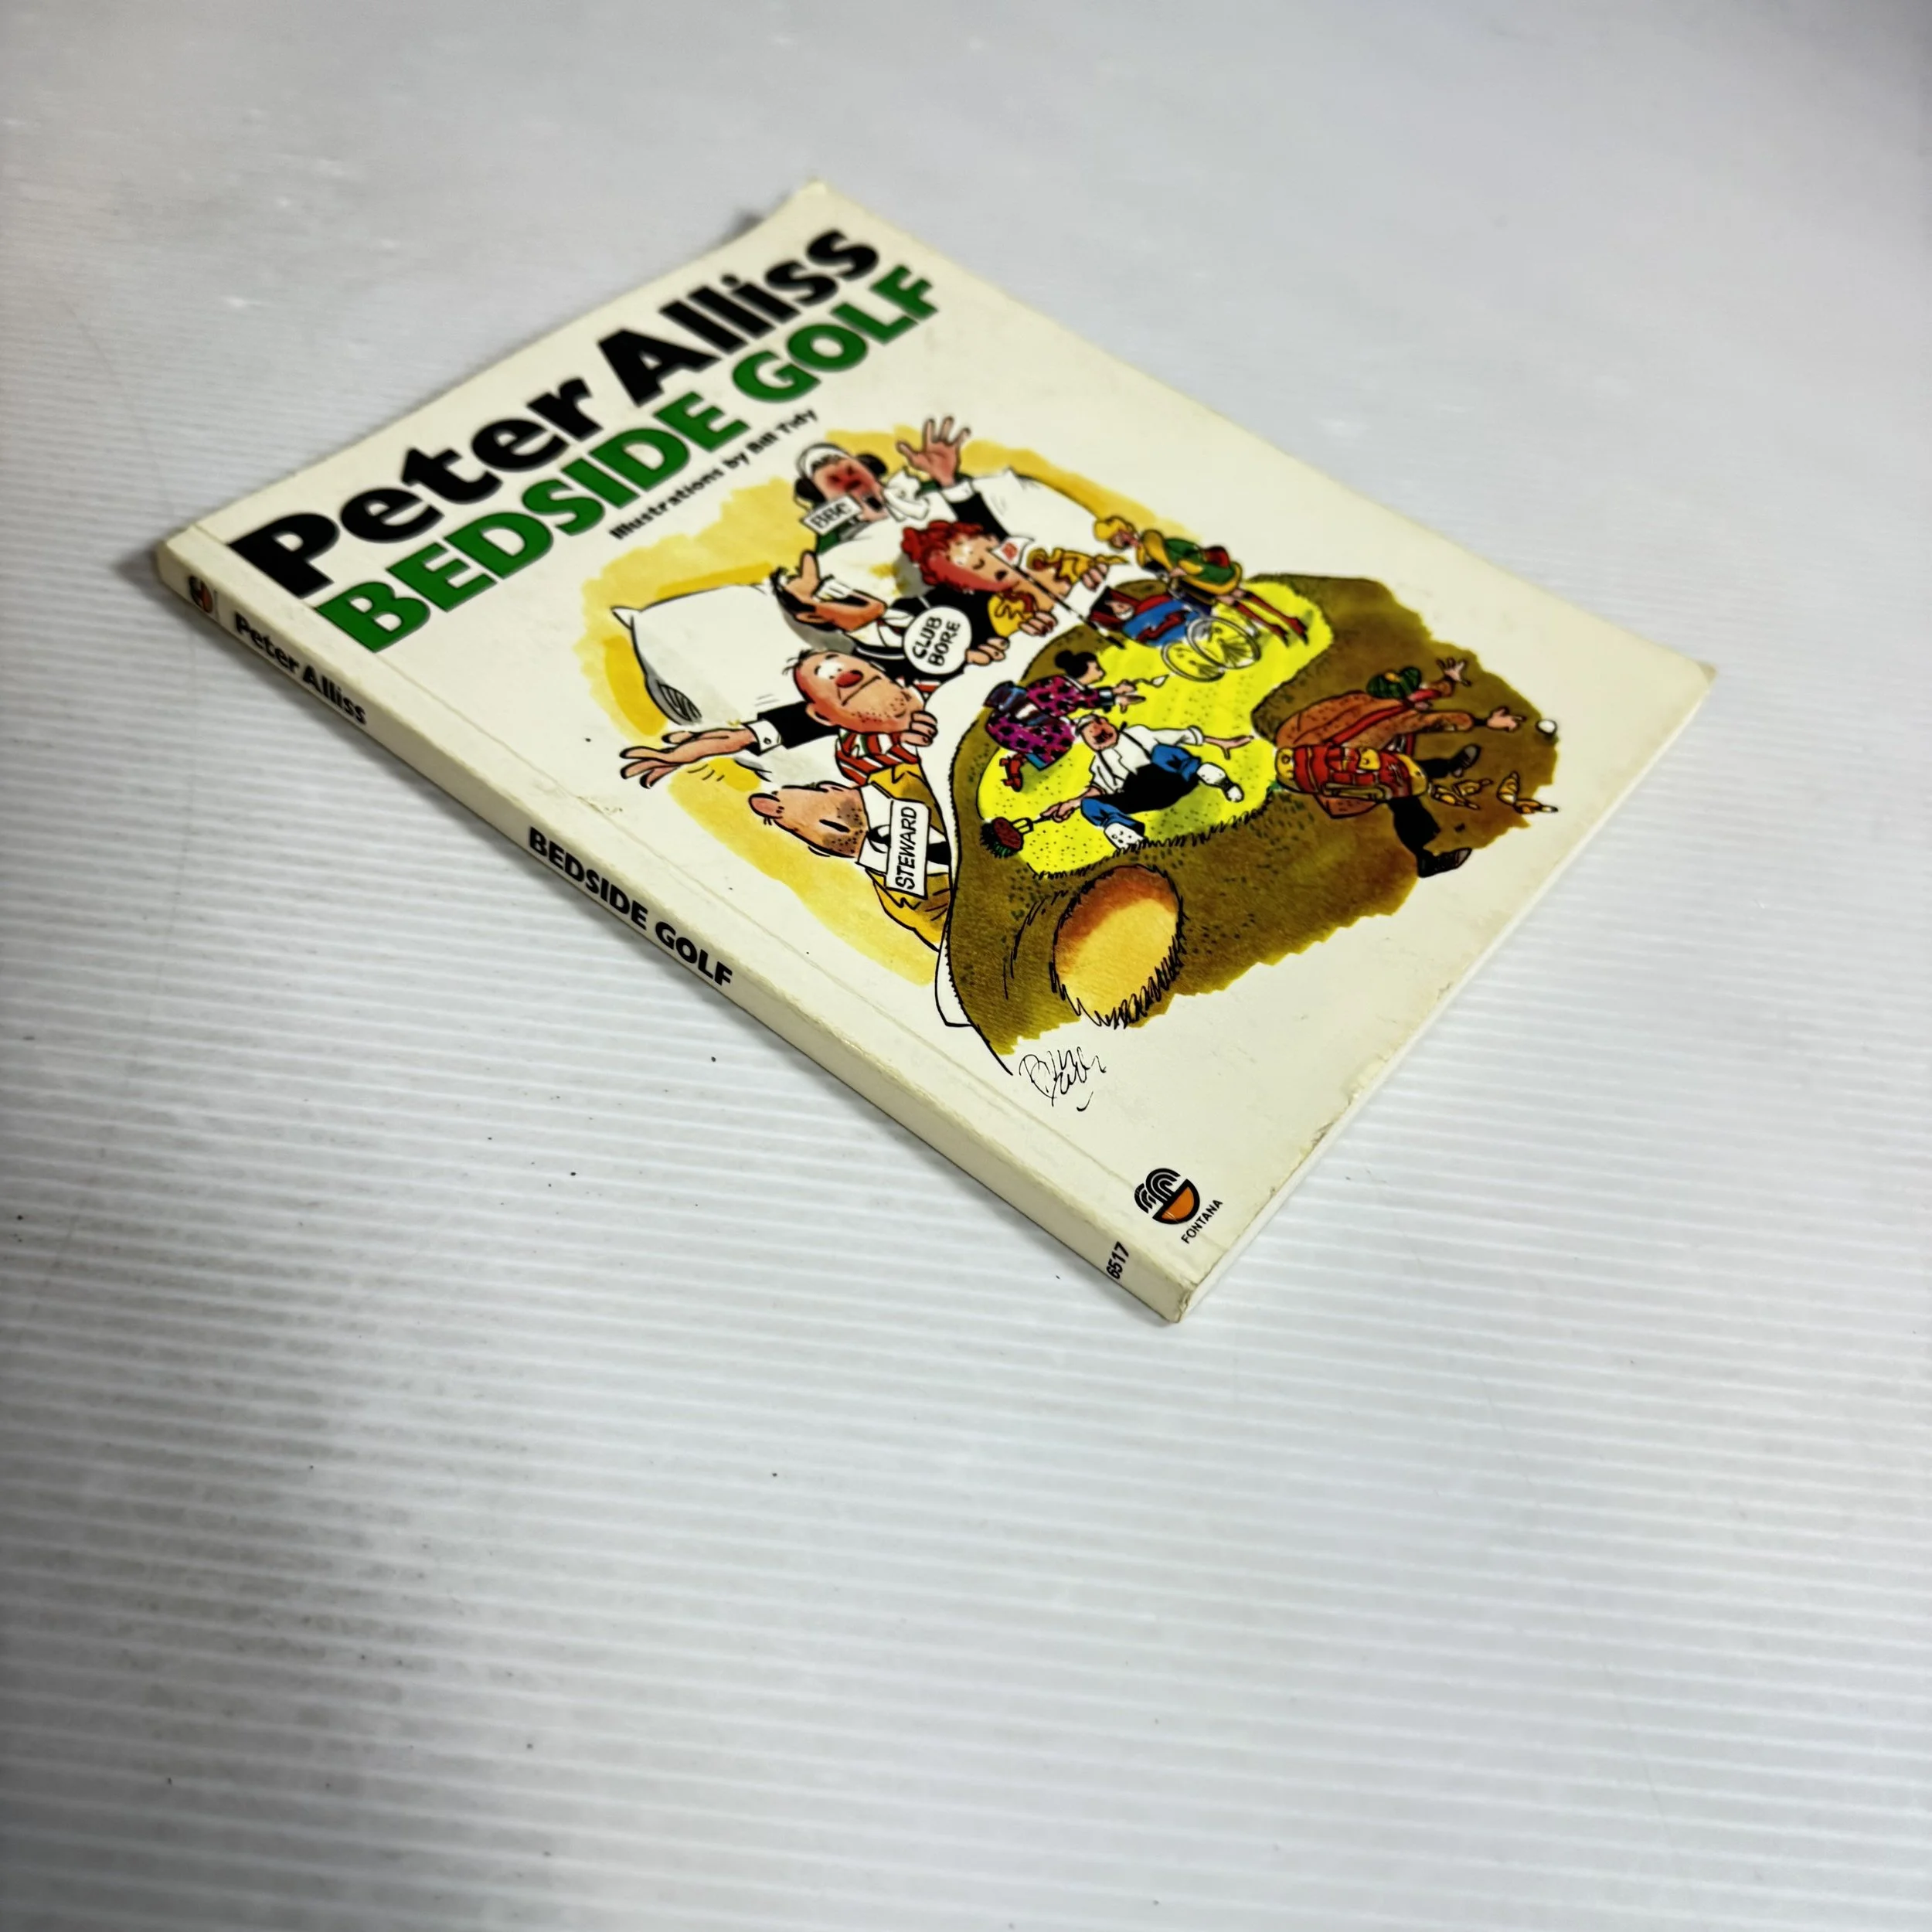 Peter Alliss
BEDSIDE GOLF
Illustrations by Bill Tidy
BBC
CLUB
BORE
STEWARD
FONTANA
Peter Alliss
BEDSIDE GOLF
6517